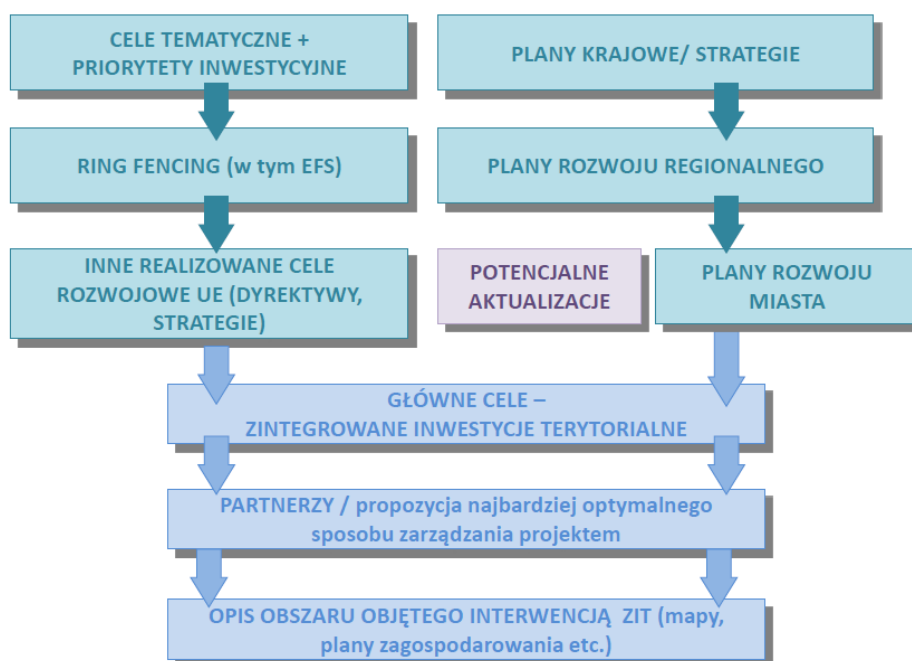 CELE TEMATYCZNE +
PRIORYTETY INWESTYCYJNE
PLANY KRAJOWE/ STRATEGIE
RING FENCING (w tym EFS)
PLANY ROZWOJU REGIONALNEGO
INNE REALIZOWANE CELE
ROZWOJOWE UE (DYREKTYWY,
STRATEGIE)
POTENCJALNE
AKTUALIZACJE
PLANY ROZWOJU
MIASTA
GŁÓWNE CELE –
ZINTEGROWANE INWESTYCJE TERYTORIALNE
PARTNERZY / propozycja najbardziej optymalnego
sposobu zarządzania projektem
OPIS OBSZARU OBJĘTEGO INTERWENCJĄ ZIT (mapy,
plany zagospodarowania etc.)